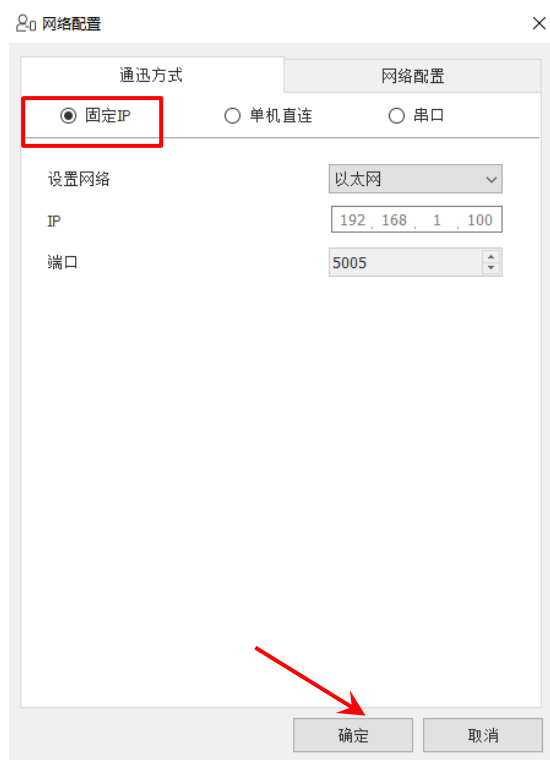 网络配置
通迅方式 网络配置
固定IP 单机直连 串口
设置网络 以太网
IP 192 . 168 . 1 . 100
端口 5005
确定 取消